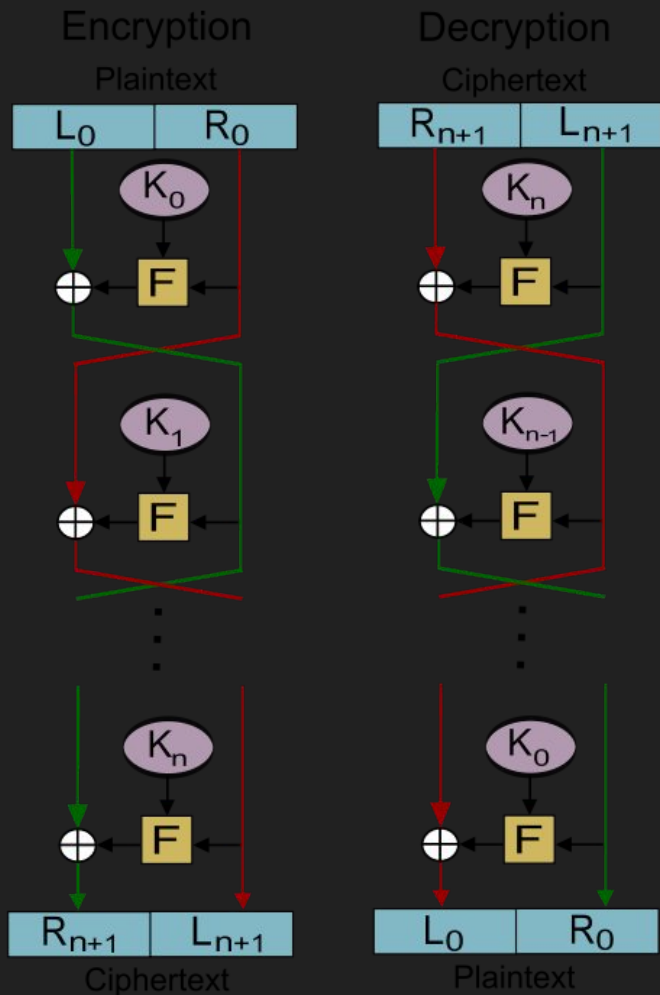 Encryption
Plaintext
L0 R0
K0
F
K1
F
Kn
F
Rn+1 Ln+1
Ciphertext
Decryption
Ciphertext
Rn+1 Ln+1
Kn
F
Kn-1
F
K0
F
L0 R0
Plaintext